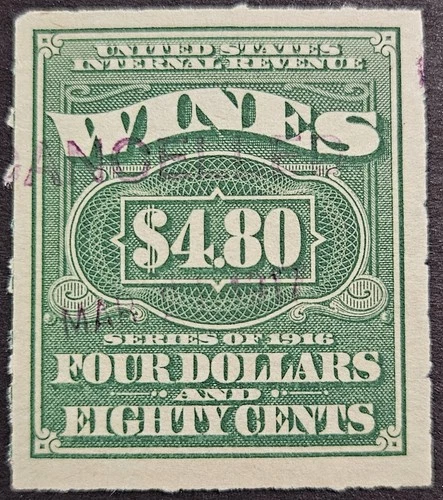 UNITED STATES
INTERNAL REVENUE
WINES
$4.80
SERIES OF 1916
FOUR DOLLARS
AND
EIGHTY CENTS